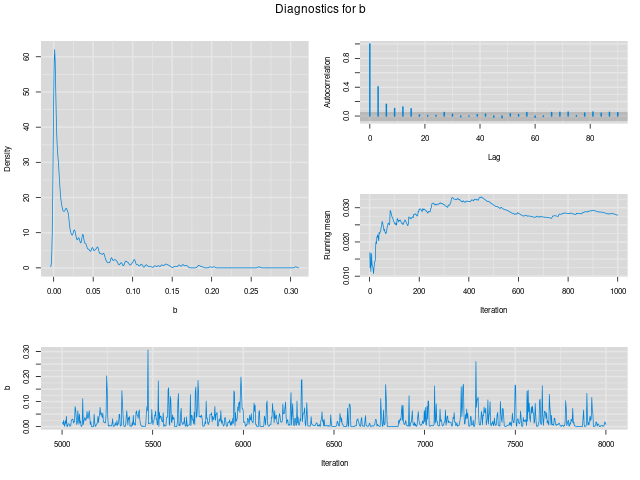 Diagnostics for b
Density
0 10 20 30 40 50 60
0.00 0.05 0.10 0.15 0.20 0.25 0.30
b
Autocorrelation
0.0 0.4 0.8
0 20 40 60 80
Lag
Running mean
0.010 0.020 0.030
0 200 400 600 800 1000
Iteration
b
0.00 0.10 0.20 0.30
5000 5500 6000 6500 7000 7500 8000
Iteration